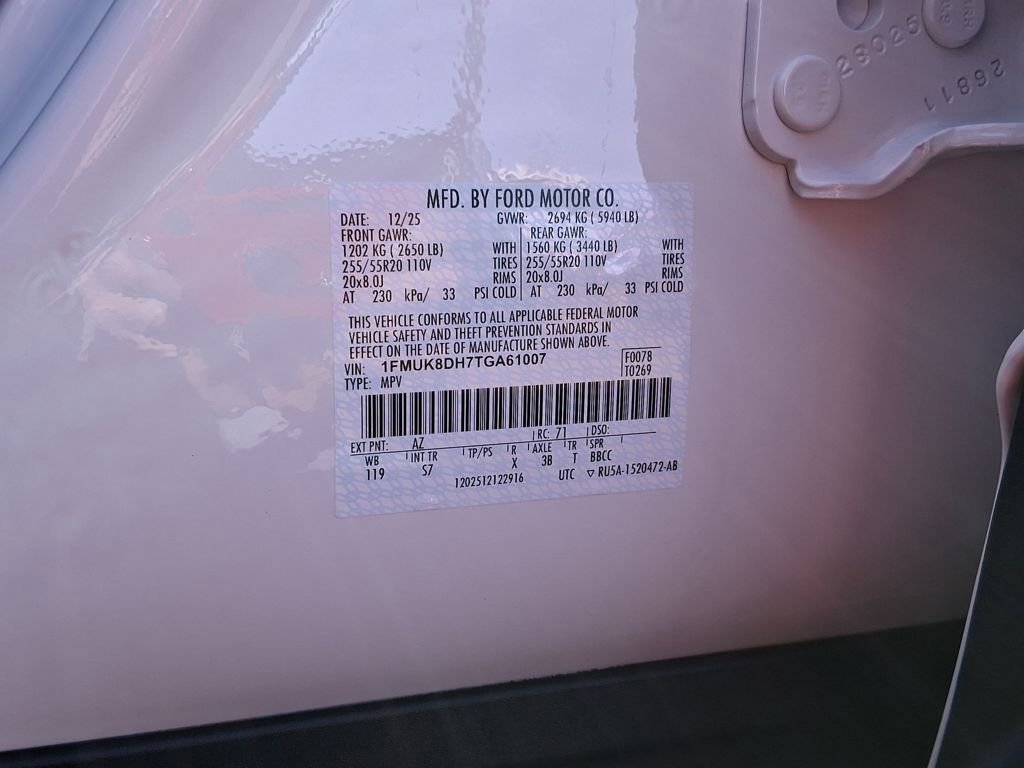 28025
26811
MFD. BY FORD MOTOR CO.
DATE: 12/25 GVWR: 2694 KG ( 5940 LB)
FRONT GAWR: REAR GAWR:
1202 KG ( 2650 LB) WITH 1560 KG ( 3440 LB) WITH
255/55R20 110V TIRES 255/55R20 110V TIRES
20x8.0J RIMS 20x8.0J RIMS
AT 230 kPa/ 33 PSI COLD AT 230 kPa/ 33 PSI COLD
THIS VEHICLE CONFORMS TO ALL APPLICABLE FEDERAL MOTOR
VEHICLE SAFETY AND THEFT PREVENTION STANDARDS IN
EFFECT ON THE DATE OF MANUFACTURE SHOWN ABOVE.
VIN: 1FMUK8DH7TGA61007 F0078
TYPE: MPV T0269
EXT PNT: AZ RC: 71 DSO:
WB INT TR TP/PS R AXLE TR SPR
119 S7 X 3B T BBCC
1202512122916 UTC ▽ RU5A-1520472-AB